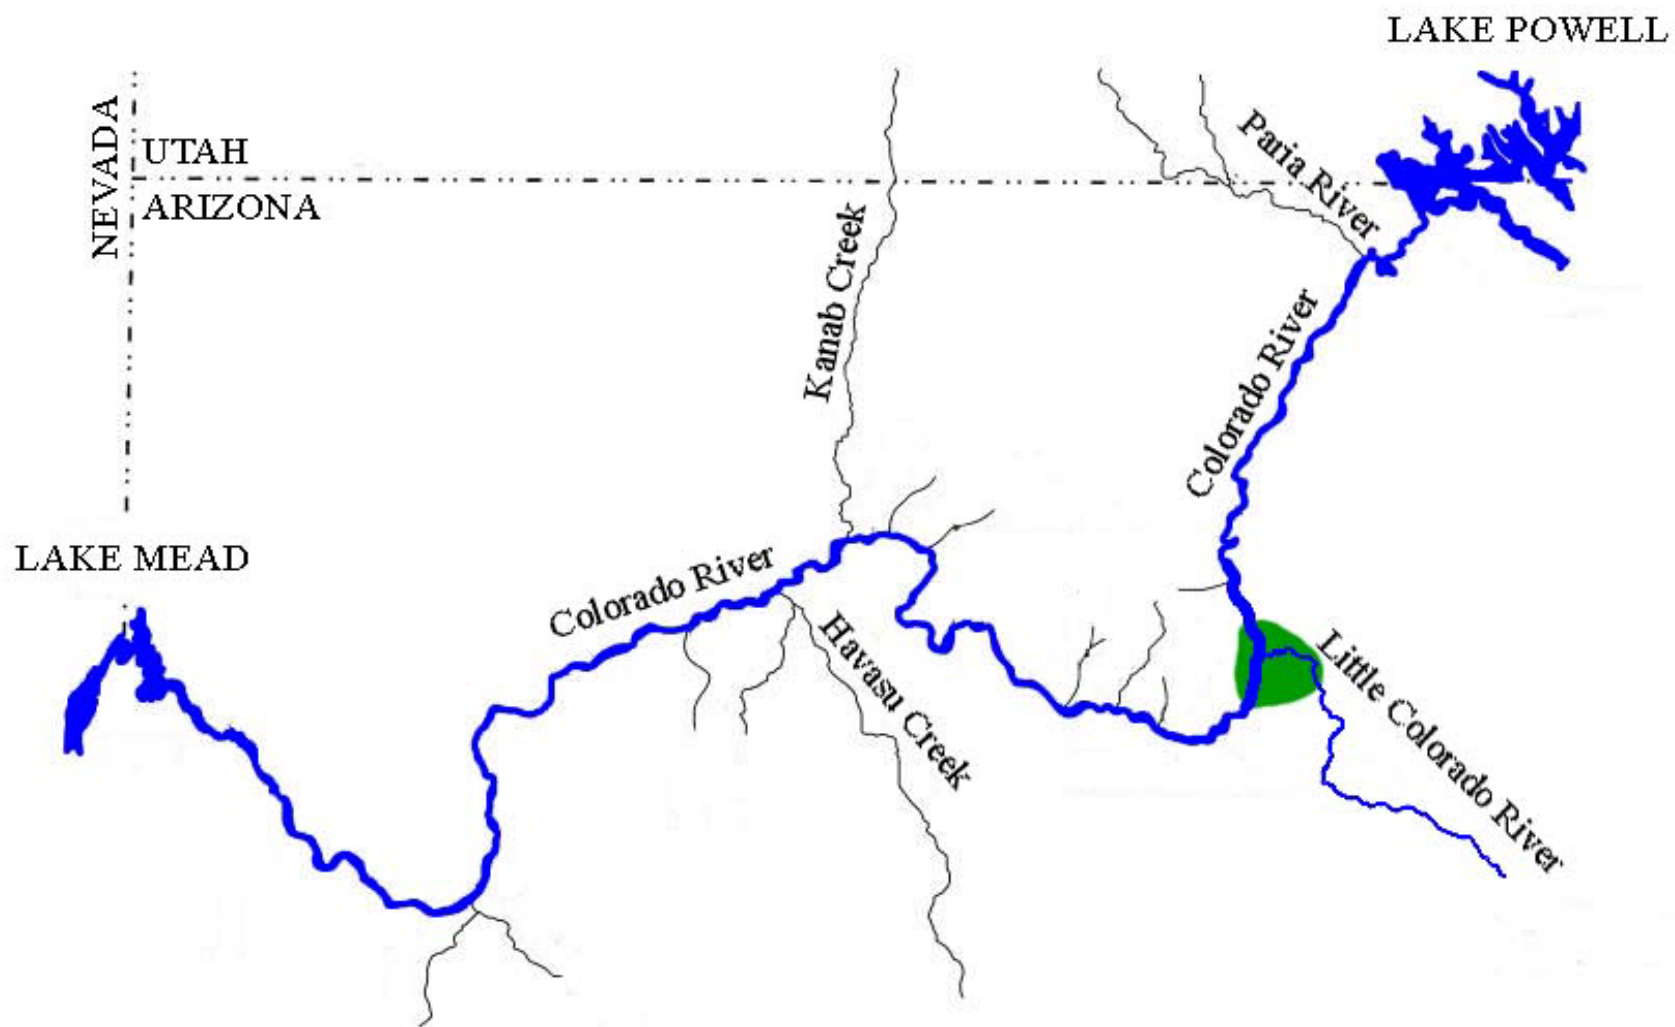 LAKE POWELL
NEVADA
UTAH
ARIZONA
Paria River
Kanab Creek
Colorado River
LAKE MEAD
Colorado River
Havasu Creek
Little Colorado River